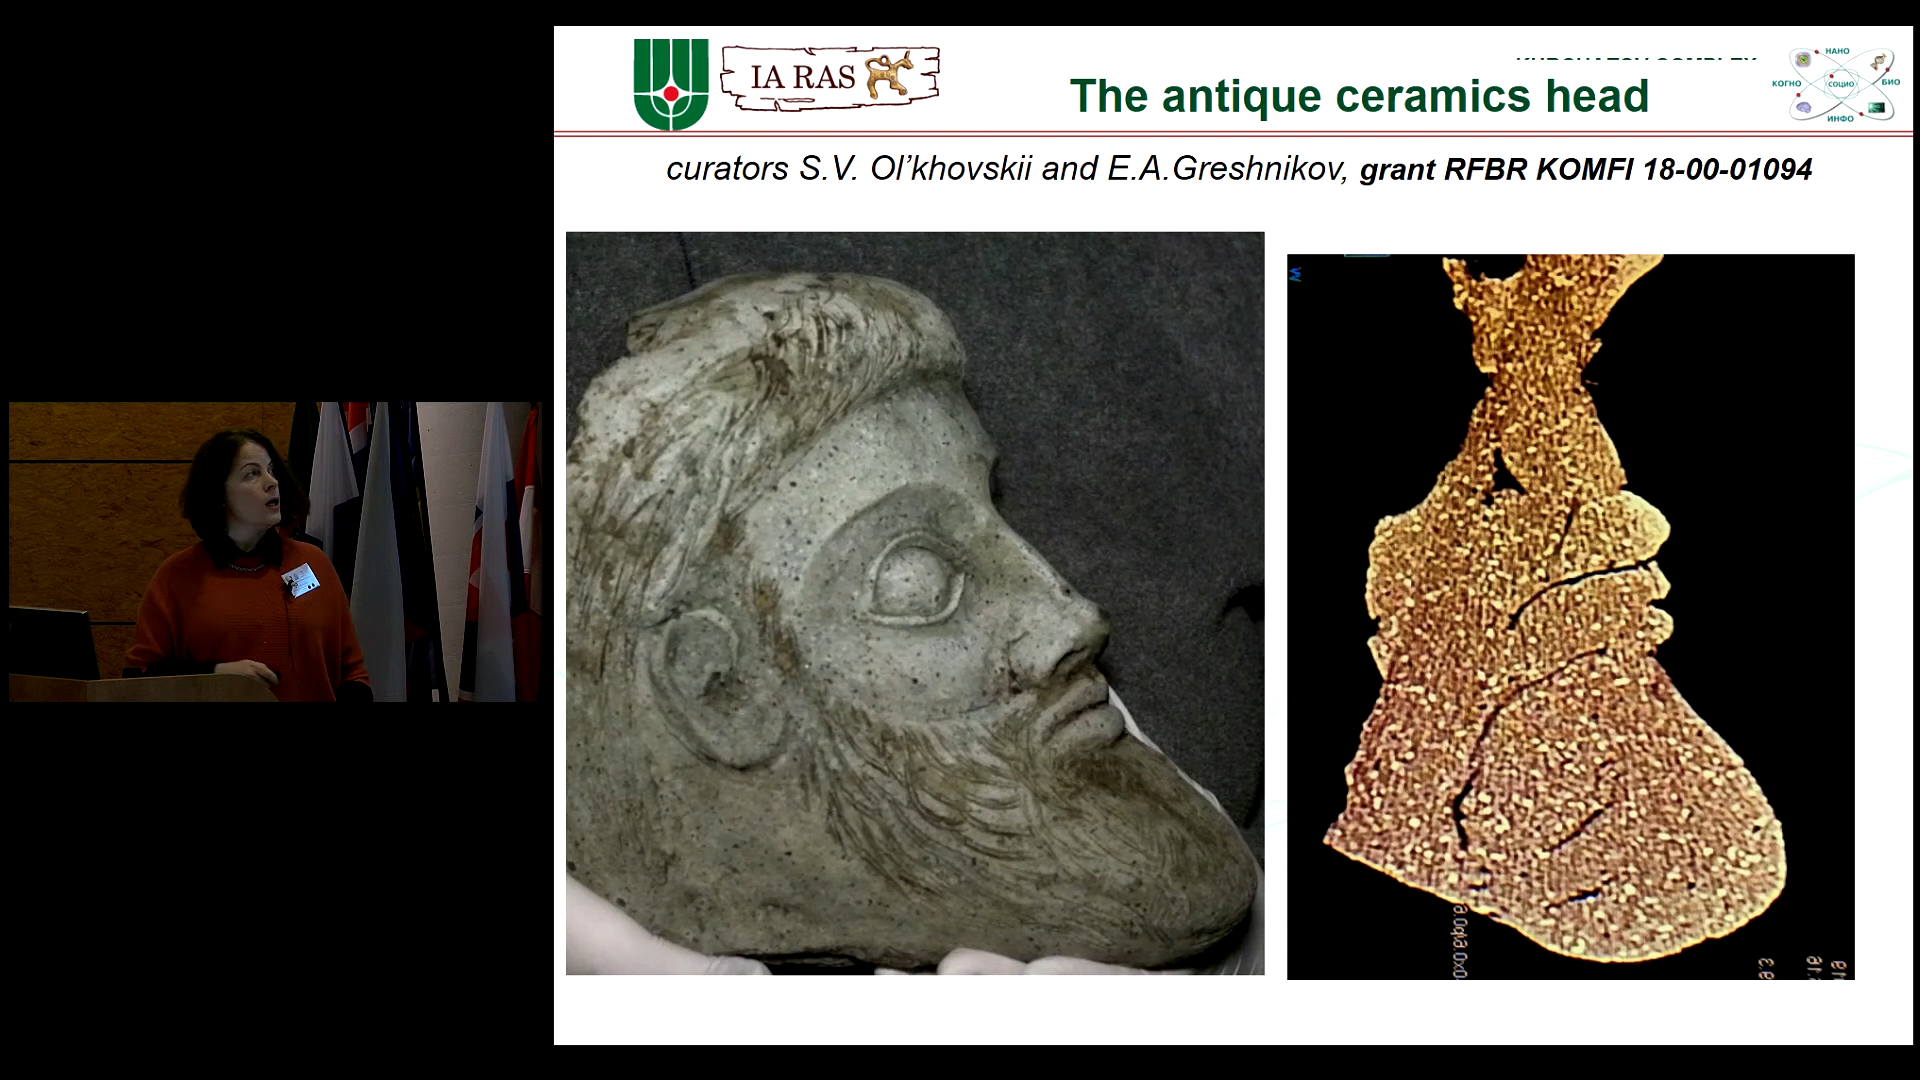 IA RAS
The antique ceramics head
НАНО
КОГНО
СОЦИО
БИО
ИНФО
curators S.V. Ol’khovskii and E.A.Greshnikov, grant RFBR KOMFI 18-00-01094